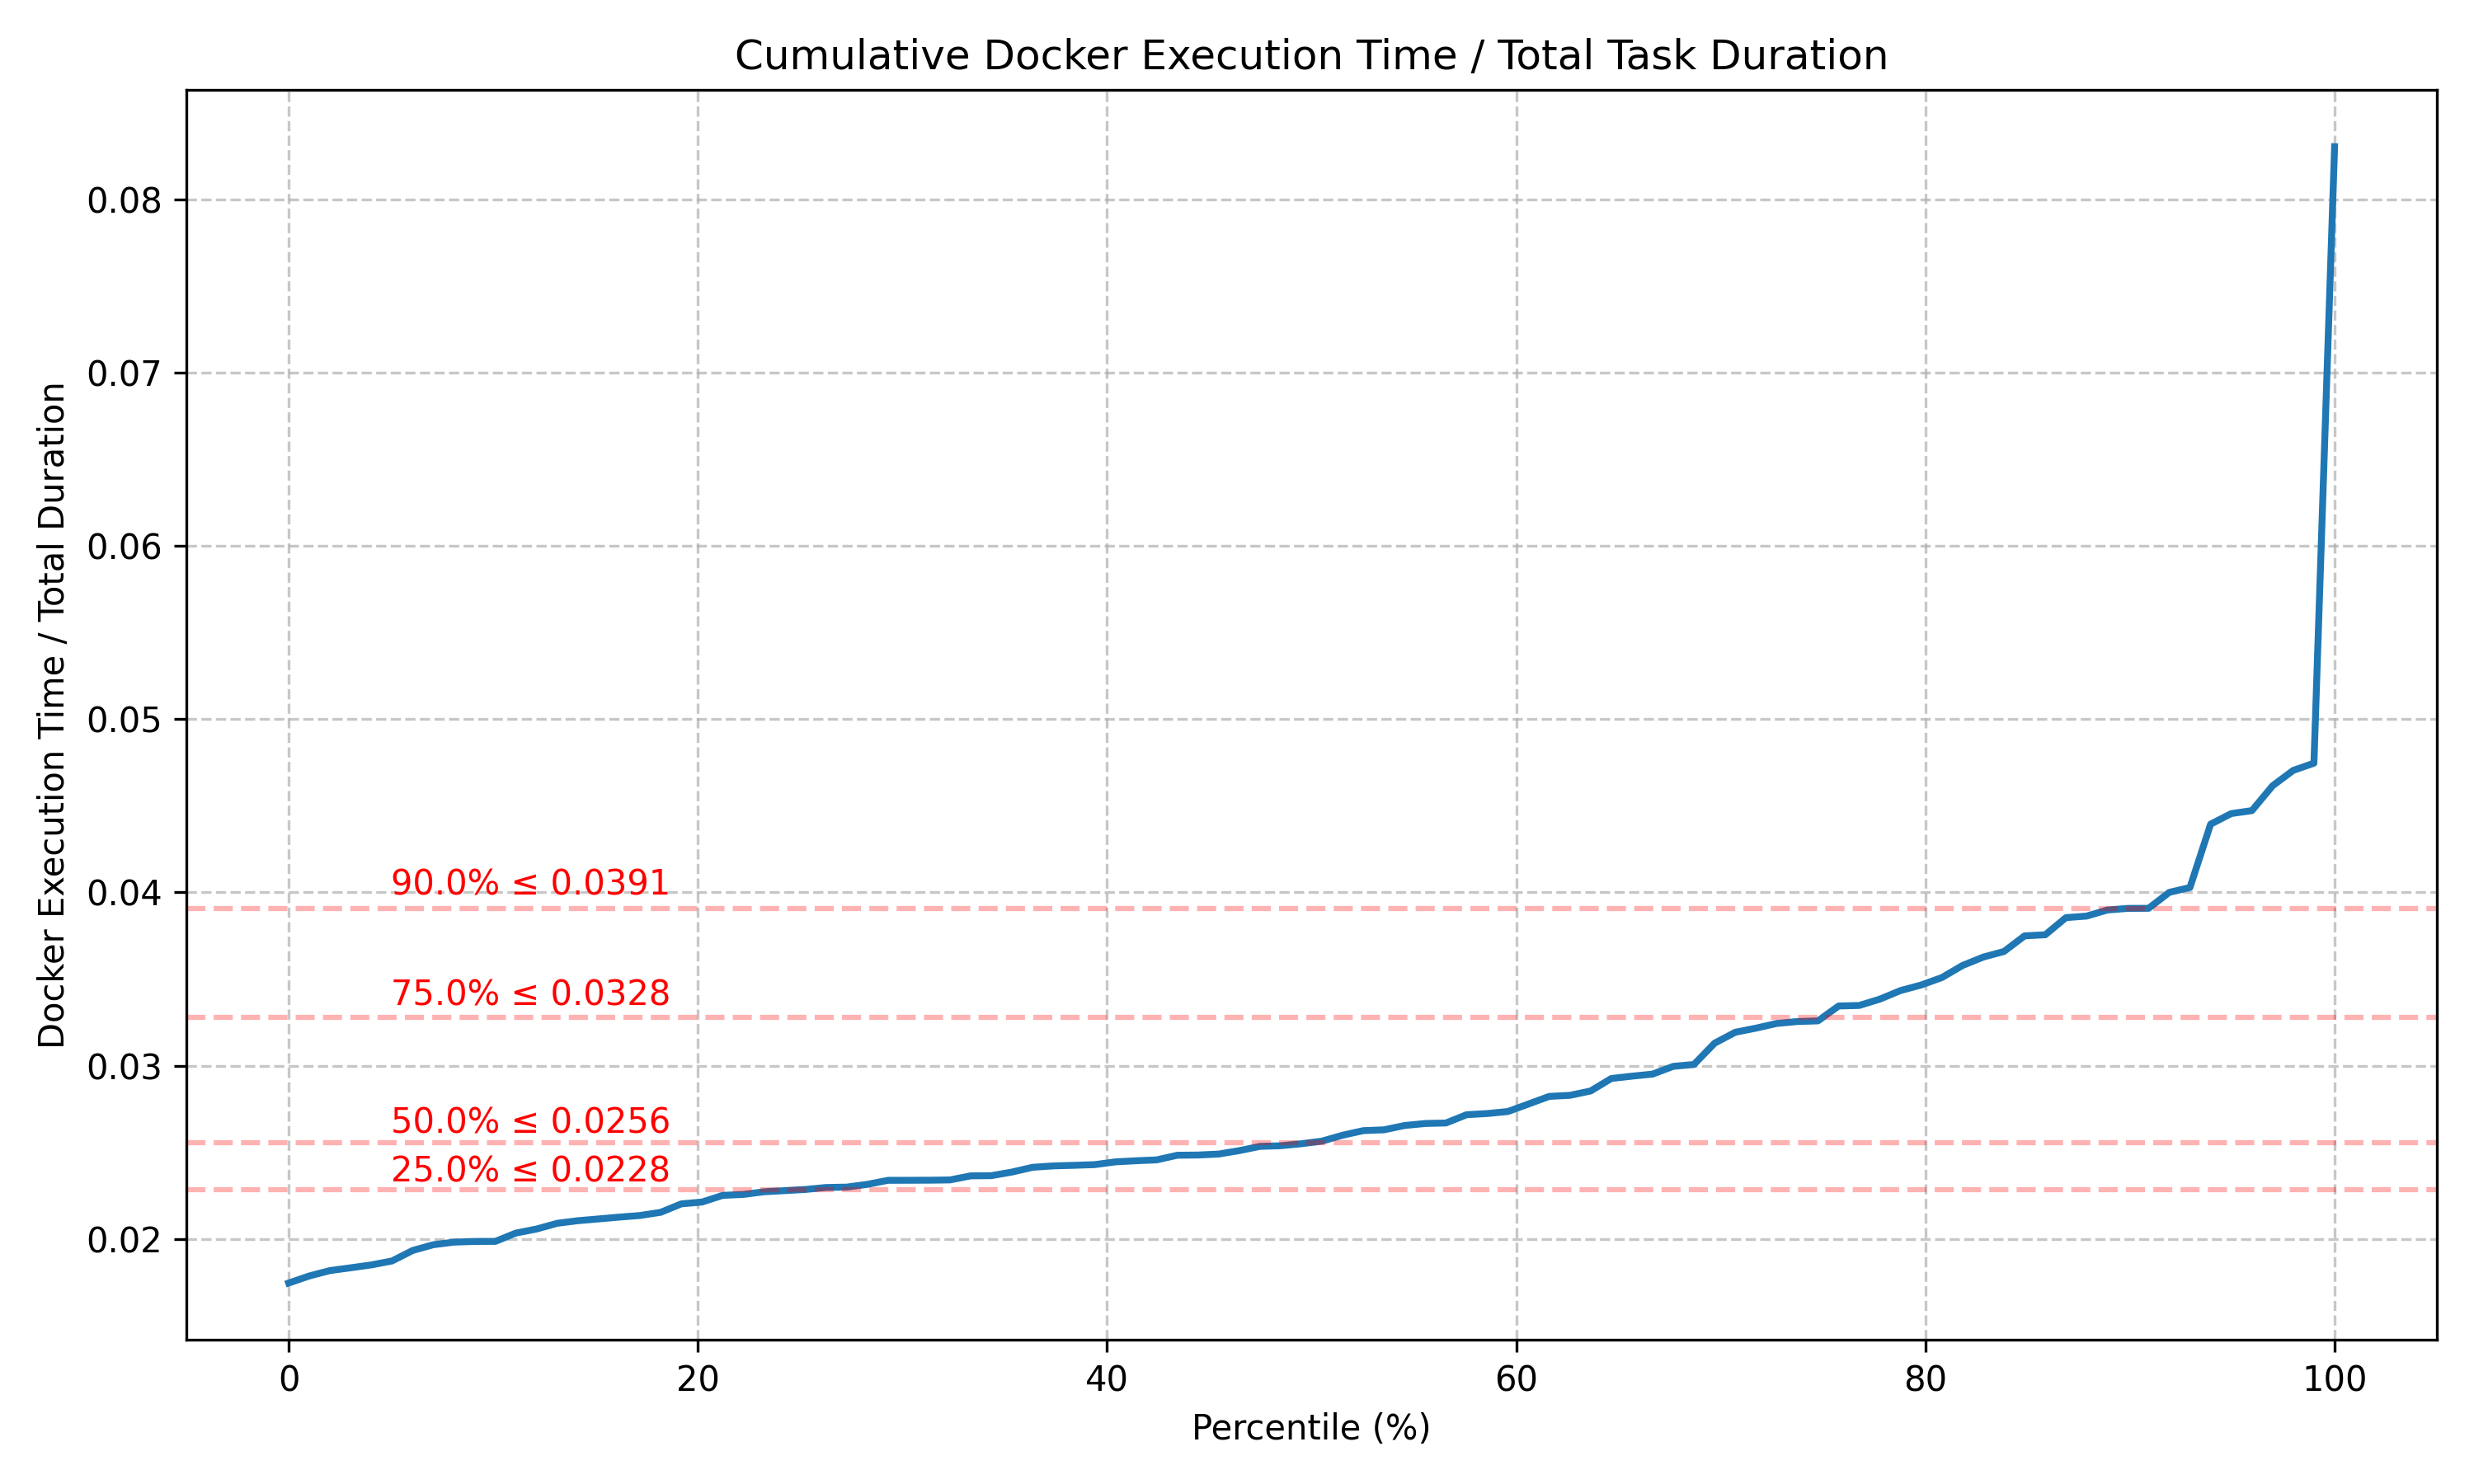 Cumulative Docker Execution Time / Total Task Duration
Docker Execution Time / Total Duration
0.08
0.07
0.06
0.05
0.04
0.03
0.02
90.0% ≤ 0.0391
75.0% ≤ 0.0328
50.0% ≤ 0.0256
25.0% ≤ 0.0228
0 20 40 60 80 100
Percentile (%)